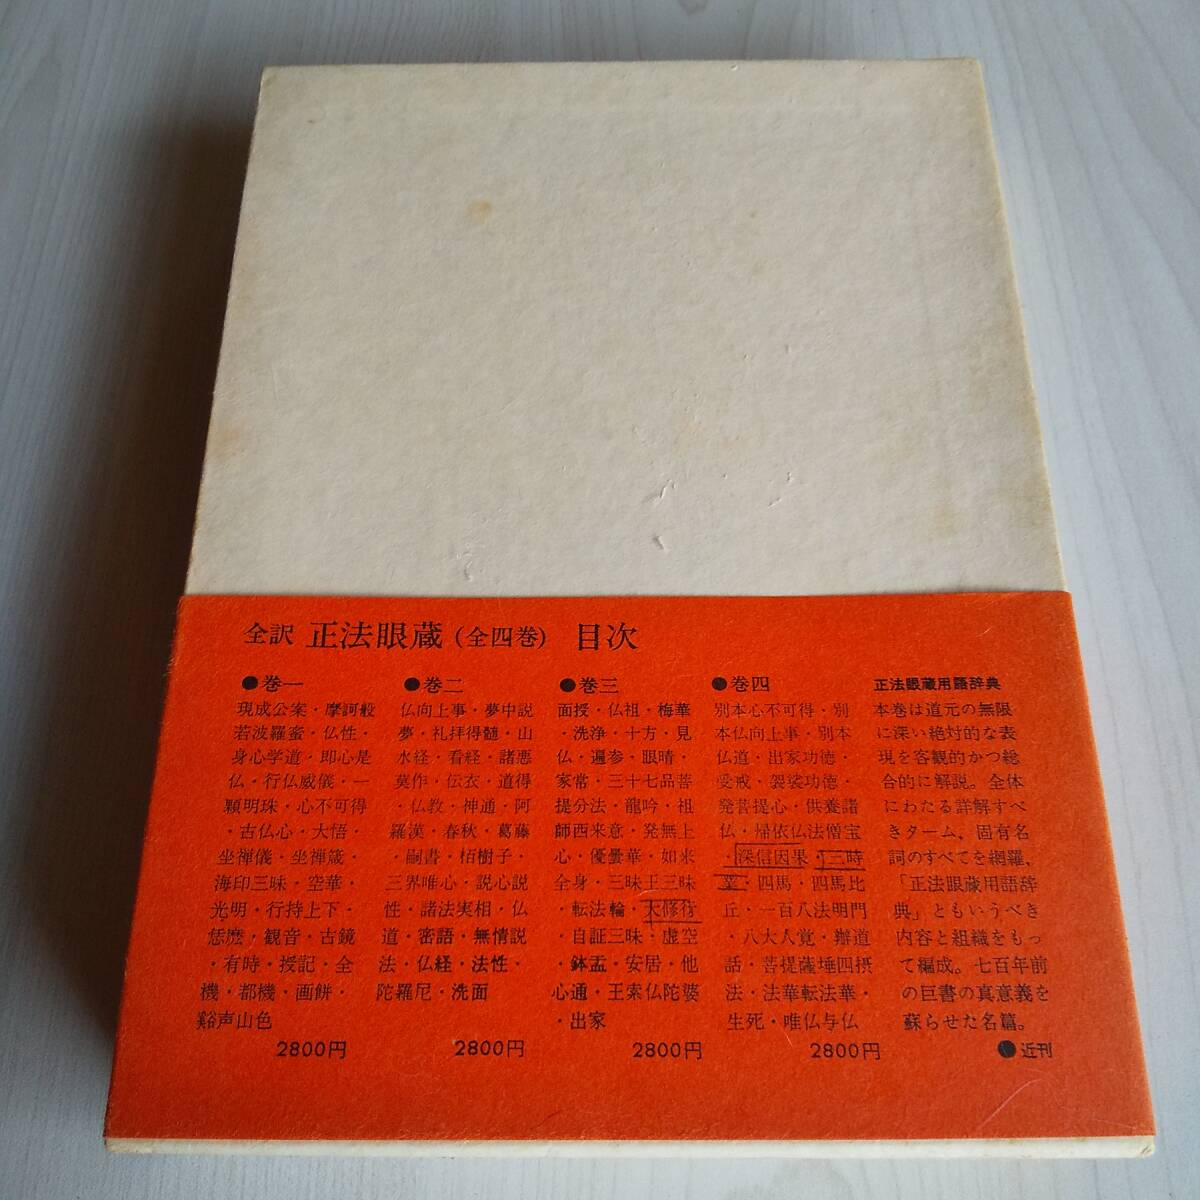 全訳 正法眼蔵（全四巻） 目次
●巻一
現成公案・摩訶般
若波羅蜜・仏性・
身心学道・即心是
仏・行仏威儀・一
顆明珠・心不可得
・古仏心・大悟・
坐禅儀・坐禅箴・
海印三昧・空華・
光明・行持上下・
恁麼・観音・古鏡
・有時・授記・全
機・都機・画餅・
谿声山色
2800円
●巻二
仏向上事・夢中説
夢・礼拝得髄・山
水経・看経・諸悪
莫作・伝衣・道得
・仏教・神通・阿
羅漢・春秋・葛藤
・嗣書・栢樹子・
三界唯心・説心説
性・諸法実相・仏
道・密語・無情説
法・仏経・法性・
陀羅尼・洗面
2800円
●巻三
面授・仏祖・梅華
・洗浄・十方・見
仏・遍参・眼晴・
家常・三十七品菩
提分法・龍吟・祖
師西来意・発無上
心・優曇華・如来
全身・三昧王三昧
・転法輪・大修行
・自証三昧・虚空
・鉢盂・安居・他
心通・王索仏陀婆
・出家
2800円
●巻四
別本心不可得・別
本仏向上事・別本
仏道・出家功徳・
受戒・袈裟功徳・
発菩提心・供養諸
仏・帰依仏法僧宝
・深信因果・三時
業・四馬・四馬比
丘・一百八法明門
・八大人覚・辦道
話・菩提薩埵四摂
法・法華転法華・
生死・唯仏与仏
2800円
正法眼蔵用語辞典
本巻は道元の無限
に深い絶対的な表
現を客観的かつ総
合的に解説。全体
にわたる詳解すべ
きターム、固有名
詞のすべてを網羅、
「正法眼蔵用語辞
典」ともいうべき
内容と組織をもっ
て編成。七百年前
の巨書の真意義を
蘇らせた名篇。
●近刊